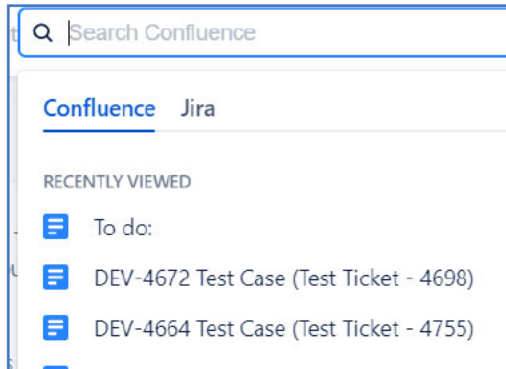 Search Confluence
Confluence Jira
RECENTLY VIEWED
To do:
DEV-4672 Test Case (Test Ticket - 4698)
DEV-4664 Test Case (Test Ticket - 4755)